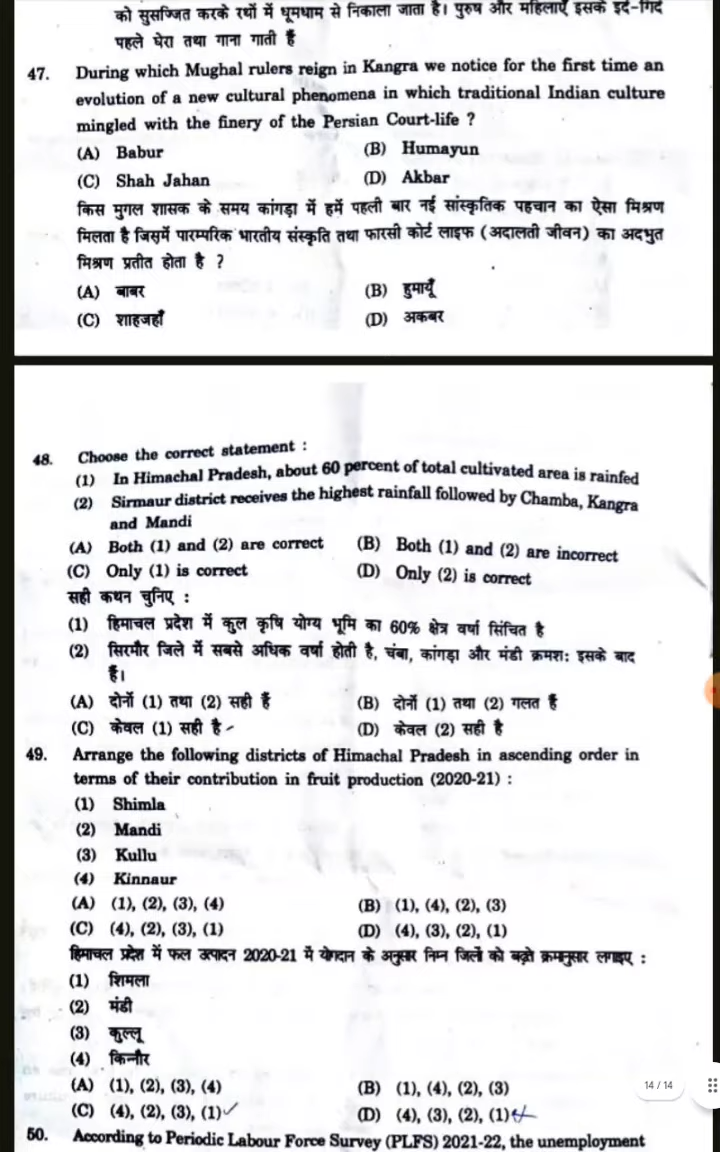 को सुसज्जित करके रथों में धूमधाम से निकाला जाता है। पुरुष और महिलाएँ इसके इर्द-गिर्द
पहले घेरा तथा गाना गाती हैं
47. During which Mughal rulers reign in Kangra we notice for the first time an
evolution of a new cultural phenomena in which traditional Indian culture
mingled with the finery of the Persian Court-life ?
(A) Babur (B) Humayun
(C) Shah Jahan (D) Akbar
किस मुगल शासक के समय कांगड़ा में हमें पहली बार नई सांस्कृतिक पहचान का ऐसा मिश्रण
मिलता है जिसमें पारम्परिक भारतीय संस्कृति तथा फारसी कोर्ट लाइफ (अदालती जीवन) का अदभुत
मिश्रण प्रतीत होता है ?
(A) बाबर (B) हुमायूँ
(C) शाहजहाँ (D) अकबर
48. Choose the correct statement :
(1) In Himachal Pradesh, about 60 percent of total cultivated area is rainfed
(2) Sirmaur district receives the highest rainfall followed by Chamba, Kangra
and Mandi
(A) Both (1) and (2) are correct (B) Both (1) and (2) are incorrect
(C) Only (1) is correct (D) Only (2) is correct
सही कथन चुनिए :
(1) हिमाचल प्रदेश में कुल कृषि योग्य भूमि का 60% क्षेत्र वर्षा सिंचित है
(2) सिरमौर जिले में सबसे अधिक वर्षा होती है, चंबा, कांगड़ा और मंडी क्रमशः इसके बाद
हैं।
(A) दोनों (1) तथा (2) सही हैं (B) दोनों (1) तथा (2) गलत हैं
(C) केवल (1) सही है (D) केवल (2) सही है
49. Arrange the following districts of Himachal Pradesh in ascending order in
terms of their contribution in fruit production (2020-21) :
(1) Shimla
(2) Mandi
(3) Kullu
(4) Kinnaur
(A) (1), (2), (3), (4) (B) (1), (4), (2), (3)
(C) (4), (2), (3), (1) (D) (4), (3), (2), (1)
हिमाचल प्रदेश में फल उत्पादन 2020-21 में योगदान के अनुसार निम्न जिलों को बढ़ते क्रमानुसार लगाइए :
(1) शिमला
(2) मंडी
(3) कुल्लू
(4) किन्नौर
(A) (1), (2), (3), (4) (B) (1), (4), (2), (3)
14 / 14
(C) (4), (2), (3), (1) (D) (4), (3), (2), (1)
50. According to Periodic Labour Force Survey (PLFS) 2021-22, the unemployment